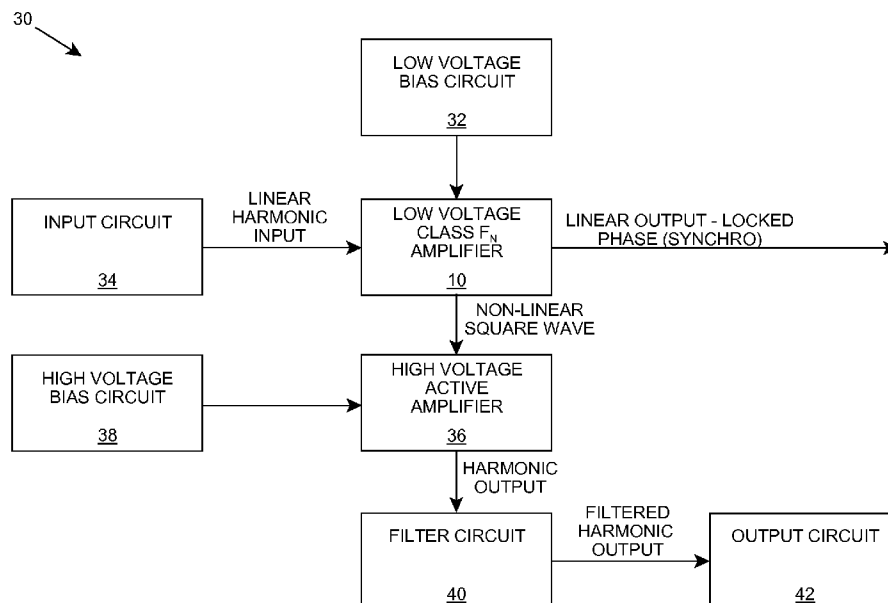 30
LOW VOLTAGE
BIAS CIRCUIT
32
INPUT CIRCUIT
34
LINEAR
HARMONIC
INPUT
LOW VOLTAGE
CLASS FN
AMPLIFIER
10
LINEAR OUTPUT - LOCKED
PHASE (SYNCHRO)
NON-LINEAR
SQUARE WAVE
HIGH VOLTAGE
BIAS CIRCUIT
38
HIGH VOLTAGE
ACTIVE
AMPLIFIER
36
HARMONIC
OUTPUT
FILTER CIRCUIT
40
FILTERED
HARMONIC
OUTPUT
OUTPUT CIRCUIT
42